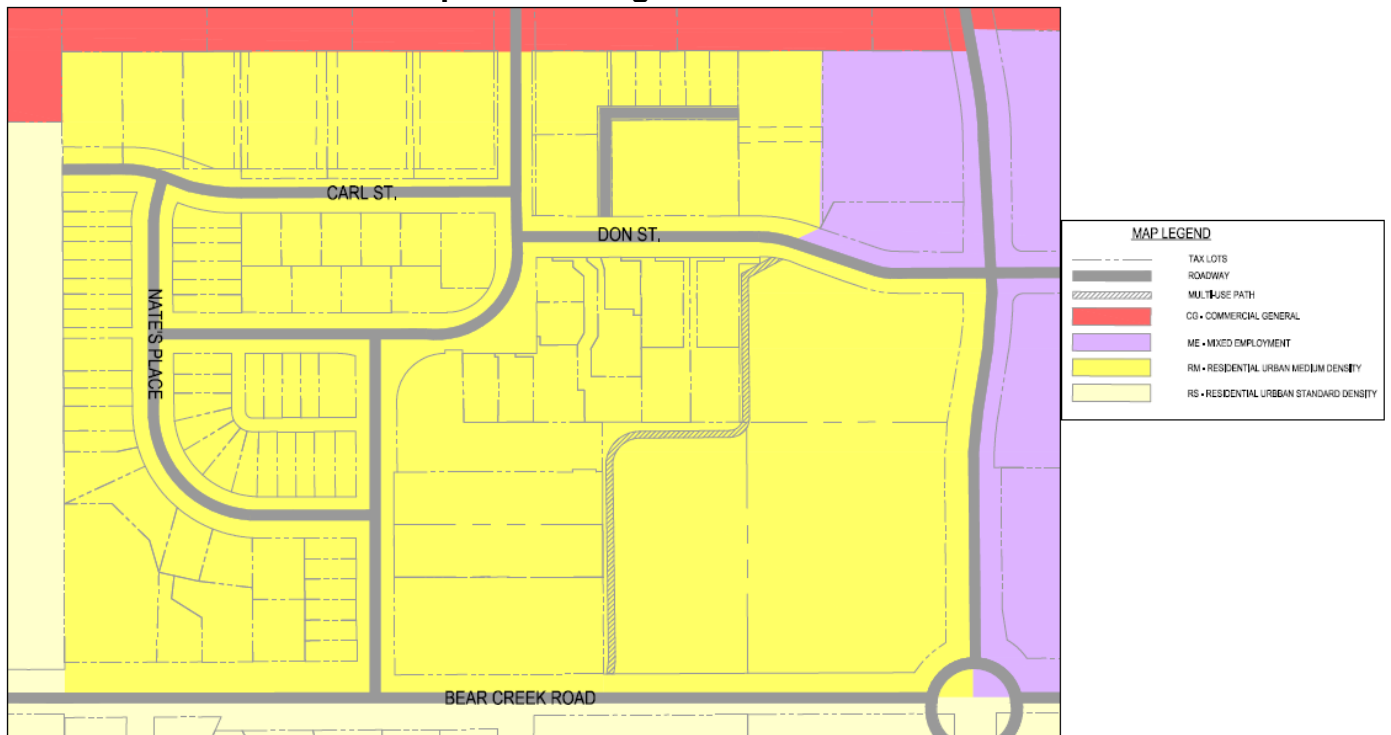 CARL ST.
DON ST.
NATE'S PLACE
BEAR CREEK ROAD
MAP LEGEND
TAX LOTS
ROADWAY
MULTI-USE PATH
CG - COMMERCIAL GENERAL
ME - MIXED EMPLOYMENT
RM - RESIDENTIAL URBAN MEDIUM DENSITY
RS - RESIDENTIAL URBBAN STANDARD DENSITY